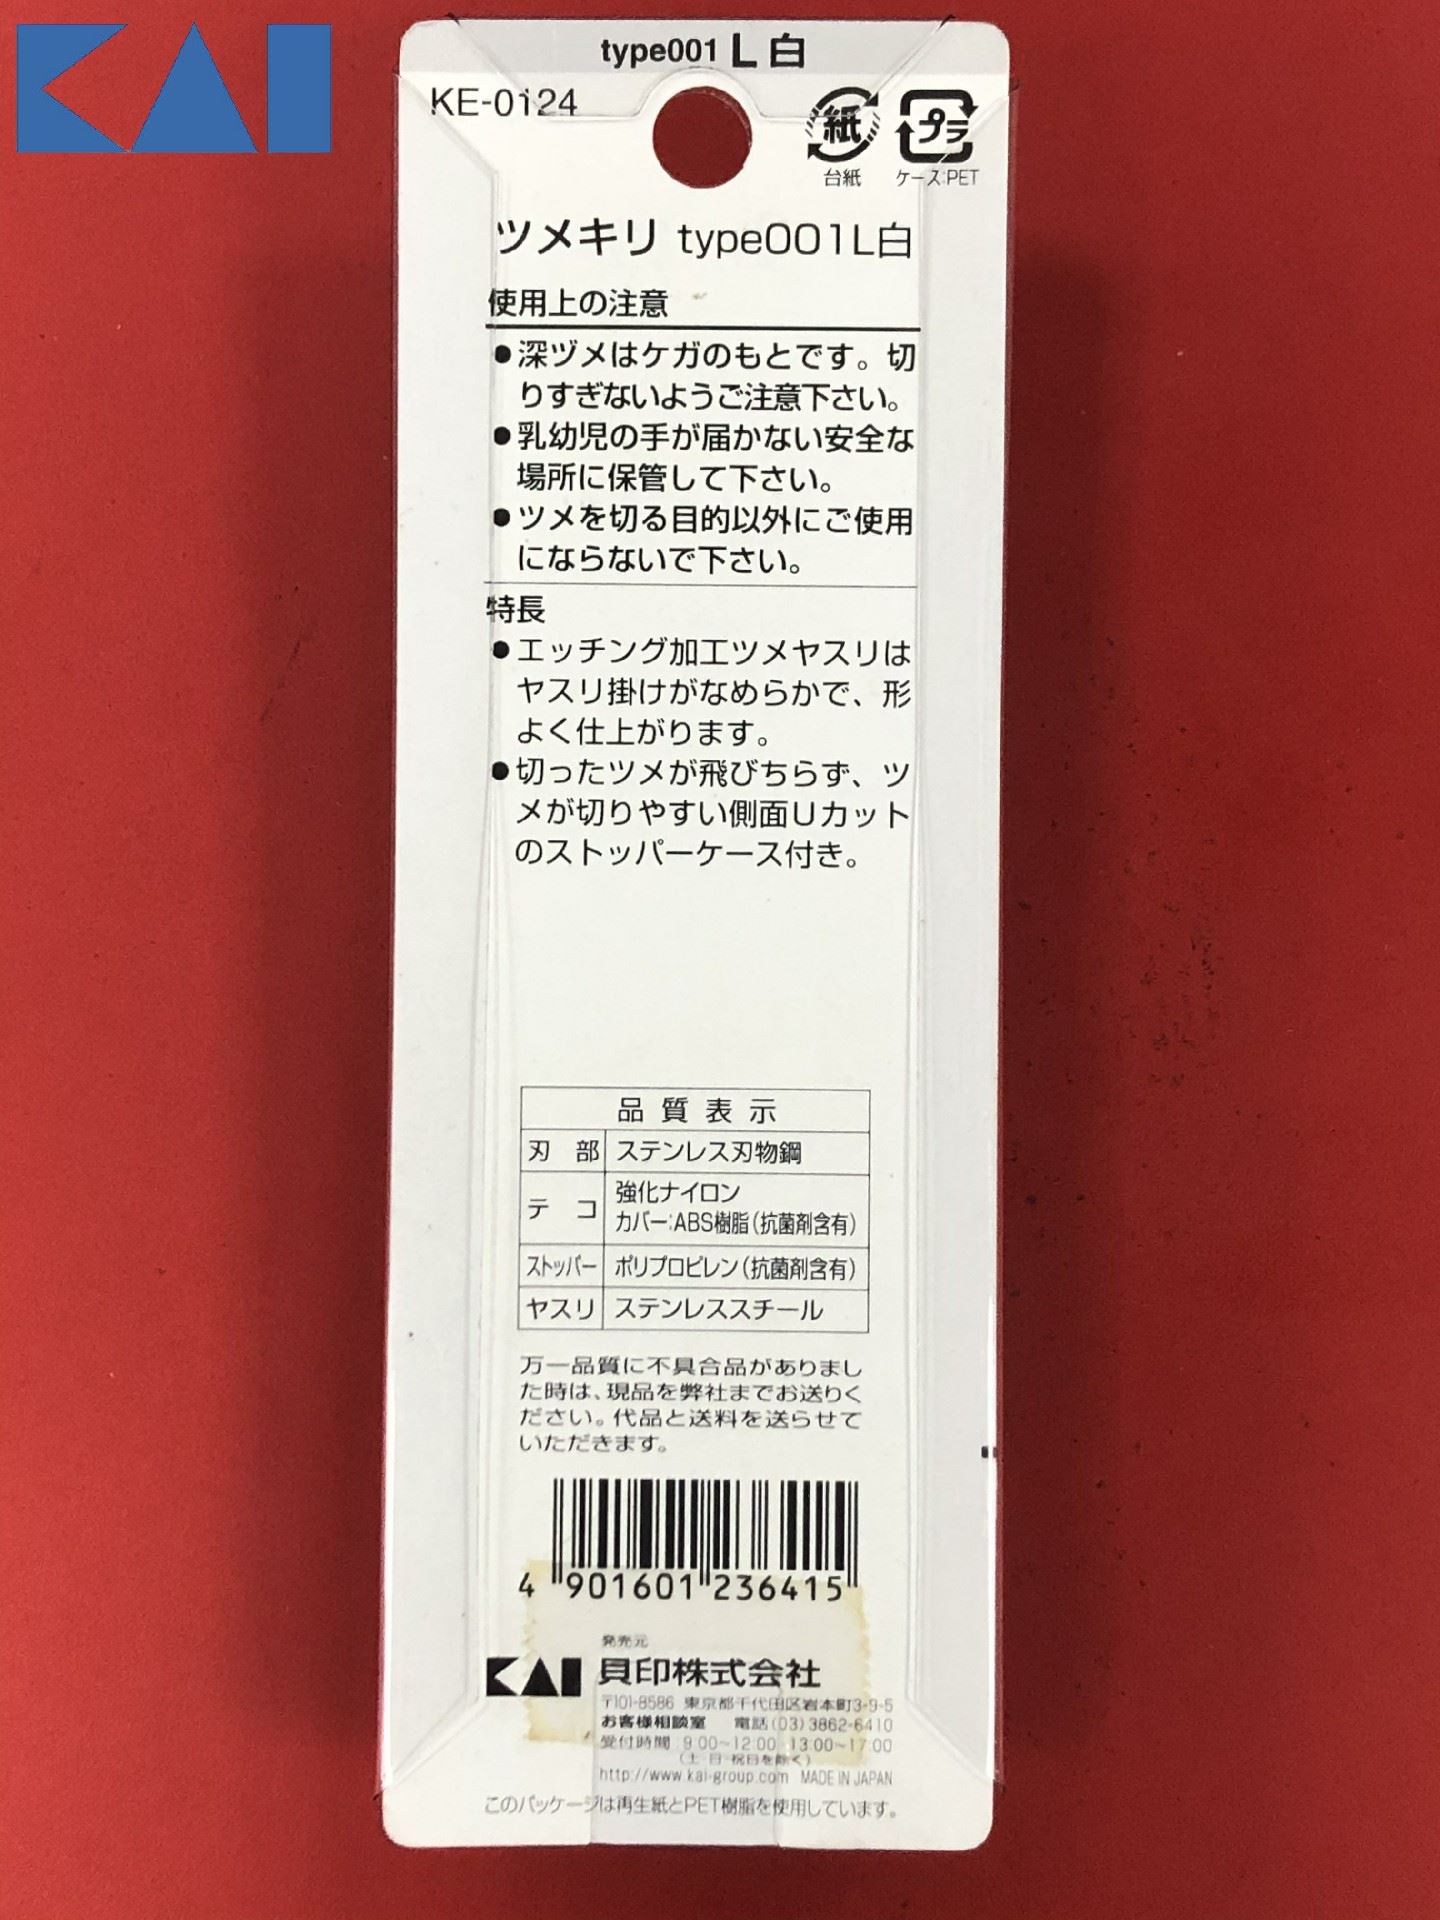 KAI
type001 L 白
KE-0124
紙
プラ
台紙
ケース:PET
ツメキリ type001L白
使用上の注意
●深ヅメはケガのもとです。切
りすぎないようご注意下さい。
●乳幼児の手が届かない安全な
場所に保管して下さい。
●ツメを切る目的以外にご使用
にならないで下さい。
特長
●エッチング加工ツメヤスリは
ヤスリ掛けがなめらかで、形
よく仕上がります。
●切ったツメが飛びちらず、ツ
メが切りやすい側面Uカット
のストッパーケース付き。
品質表示
刃部 ステンレス刃物鋼
テコ 強化ナイロン
カバー:ABS樹脂(抗菌剤含有)
ストッパー ポリプロピレン(抗菌剤含有)
ヤスリ ステンレススチール
万一品質に不具合品がありまし
た時は、現品を弊社までお送りく
ださい。代品と送料を送らせて
いただきます。
4 901601 236415
発売元
KAI 貝印株式会社
〒101-8586 東京都千代田区岩本町3-9-5
お客様相談室 電話(03)3862-6410
受付時間 9:00~12:00 13:00~17:00
(土・日・祝日を除く)
http://www.kai-group.com MADE IN JAPAN
このパッケージは再生紙とPET樹脂を使用しています。